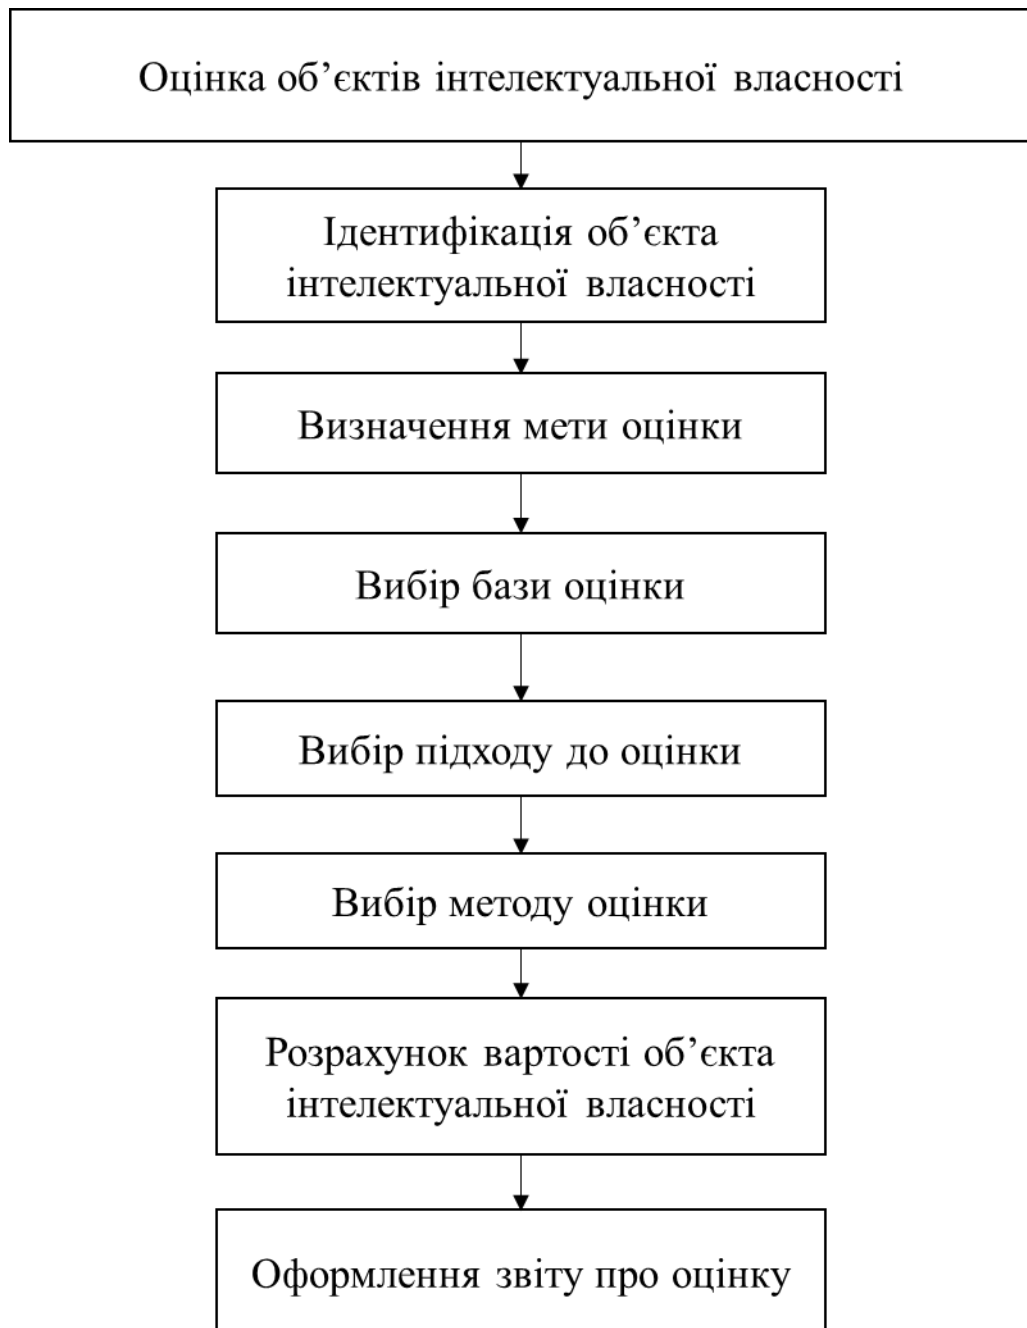 Оцінка об’єктів інтелектуальної власності
Ідентифікація об’єкта
інтелектуальної власності
Визначення мети оцінки
Вибір бази оцінки
Вибір підходу до оцінки
Вибір методу оцінки
Розрахунок вартості об’єкта
інтелектуальної власності
Оформлення звіту про оцінку